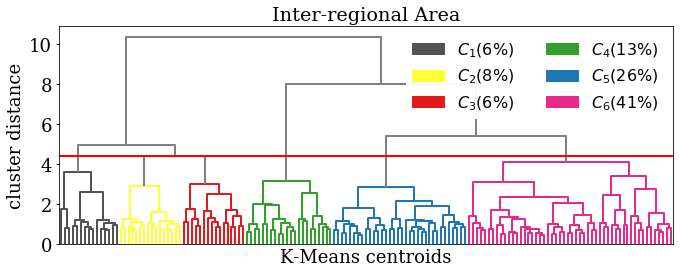 Inter-regional Area
cluster distance
10
8
6
4
2
0
C₁(6%)
C₂(8%)
C₃(6%)
C₄(13%)
C₅(26%)
C₆(41%)
K-Means centroids